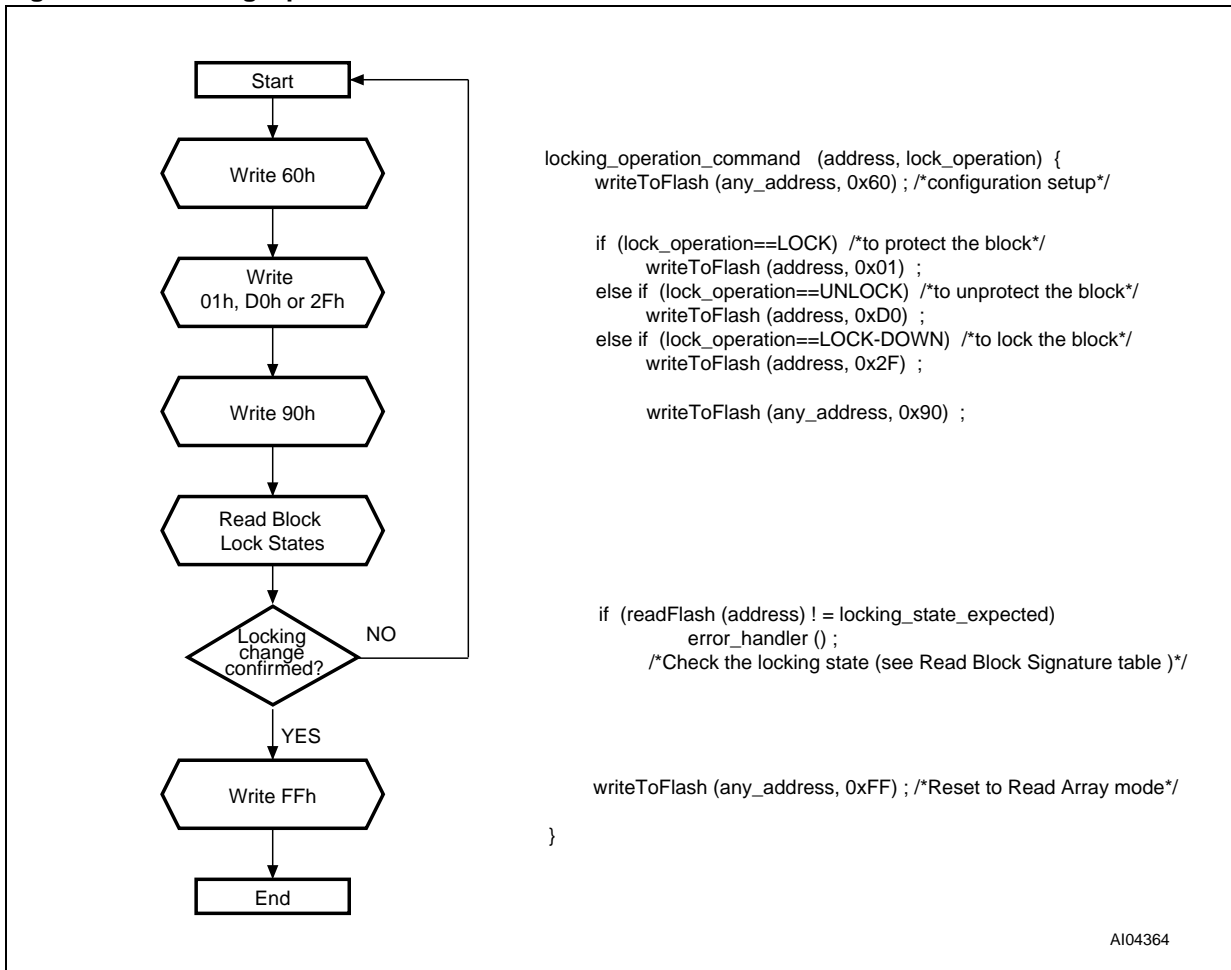 Start
Write 60h
Write
01h, D0h or 2Fh
Write 90h
Read Block
Lock States
Locking
change
confirmed?
NO
YES
Write FFh
End
locking_operation_command (address, lock_operation) {
writeToFlash (any_address, 0x60) ; /*configuration setup*/
if (lock_operation==LOCK) /*to protect the block*/
writeToFlash (address, 0x01) ;
else if (lock_operation==UNLOCK) /*to unprotect the block*/
writeToFlash (address, 0xD0) ;
else if (lock_operation==LOCK-DOWN) /*to lock the block*/
writeToFlash (address, 0x2F) ;
writeToFlash (any_address, 0x90) ;
if (readFlash (address) ! = locking_state_expected)
error_handler () ;
/*Check the locking state (see Read Block Signature table )*/
writeToFlash (any_address, 0xFF) ; /*Reset to Read Array mode*/
}
AI04364